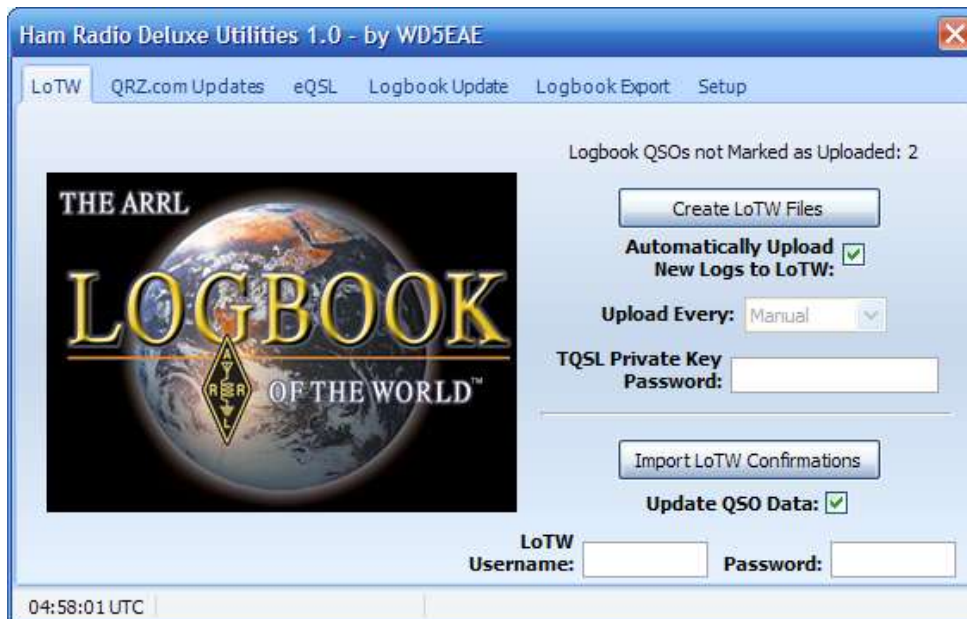 Ham Radio Deluxe Utilities 1.0 - by WD5EAE
LoTW QRZ.com Updates eQSL Logbook Update Logbook Export Setup
Logbook QSOs not Marked as Uploaded: 2
THE ARRL
LOGBOOK
OF THE WORLD™
A
R R
L
Create LoTW Files
Automatically Upload
New Logs to LoTW:
Upload Every: Manual
TQSL Private Key
Password:
Import LoTW Confirmations
Update QSO Data:
LoTW
Username:
Password:
04:58:01 UTC